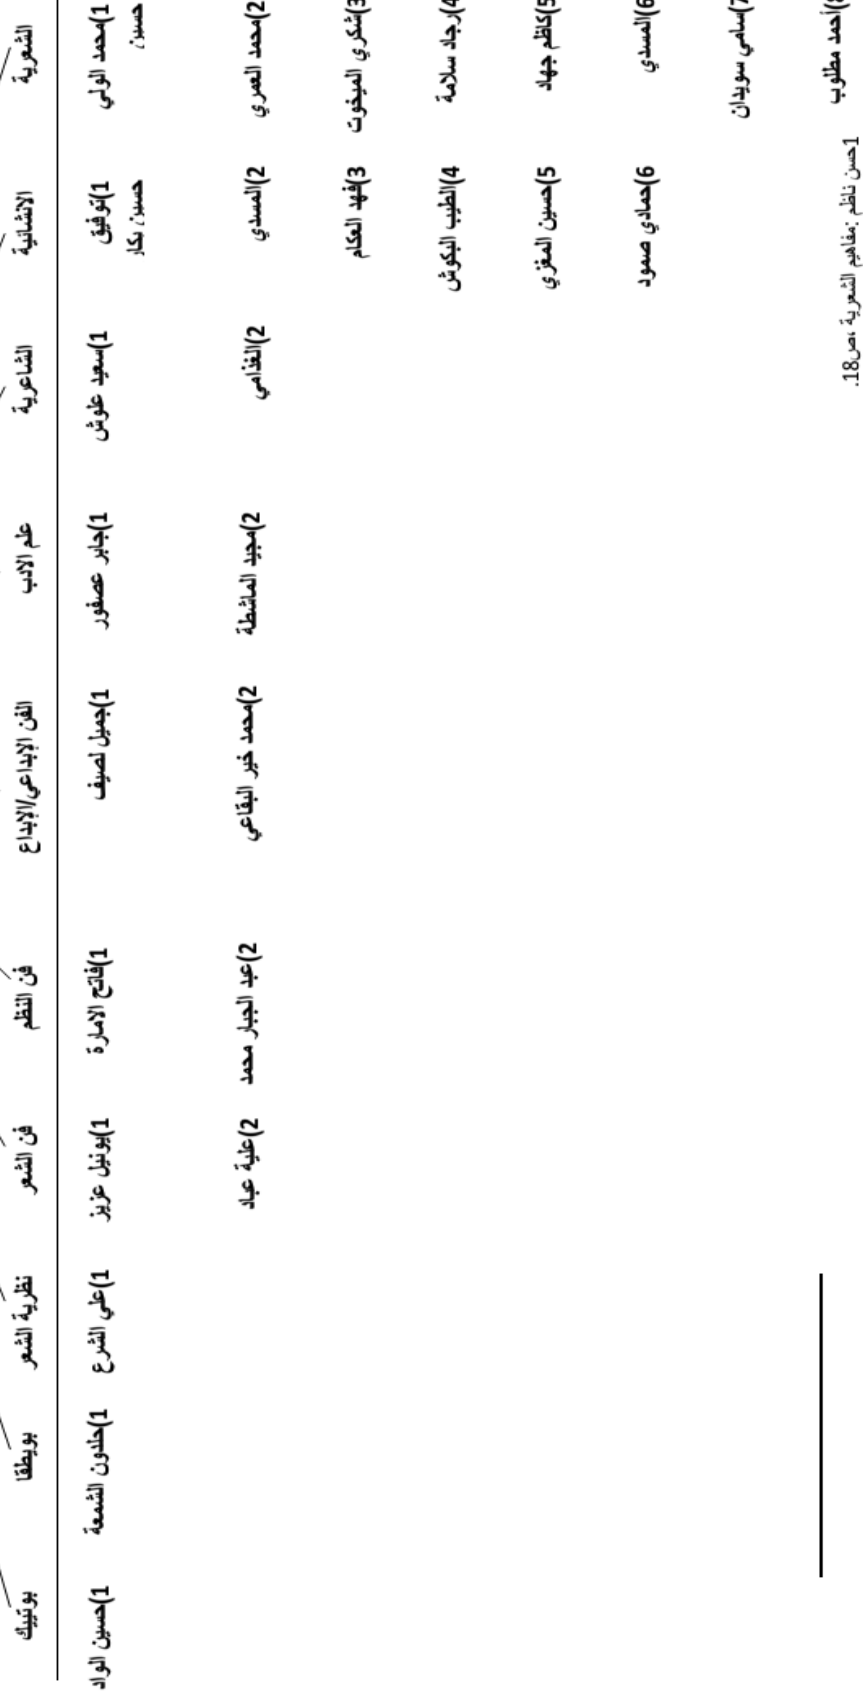 الشعرية الانشائية الشاعرية علم الادب الفن الإبداعي/الإبداع فن النظم فن الشعر نظرية الشعر بويطقا بوتييك
1)محمد الولي 1)توفيق 1)سعيد علوش 1)جابر عصفور 1)جميل نصيف 1)فالح الامارة 1)يوئيل عزيز 1)علي الشرع 1)خلدون الشمعة 1)حسين الواد
حسين بكار
2)محمد العمري 2)المسدي 2)الغذامي 2)مجيد الماشطة 2)محمد خير البقاعي 2)عبد الجبار محمد 2)علية عياد
3)شكري المبخوت 3)فهد العكام
4)رجاء سلامة 4)الطيب البكوش
5)كاظم جهاد 5)حسين المغزي
6)المسدي 6)حمادي صمود
7)سامي سويدان
8)أحمد مطلوب
1حسن ناظم :مفاهيم الشعرية ،ص18.